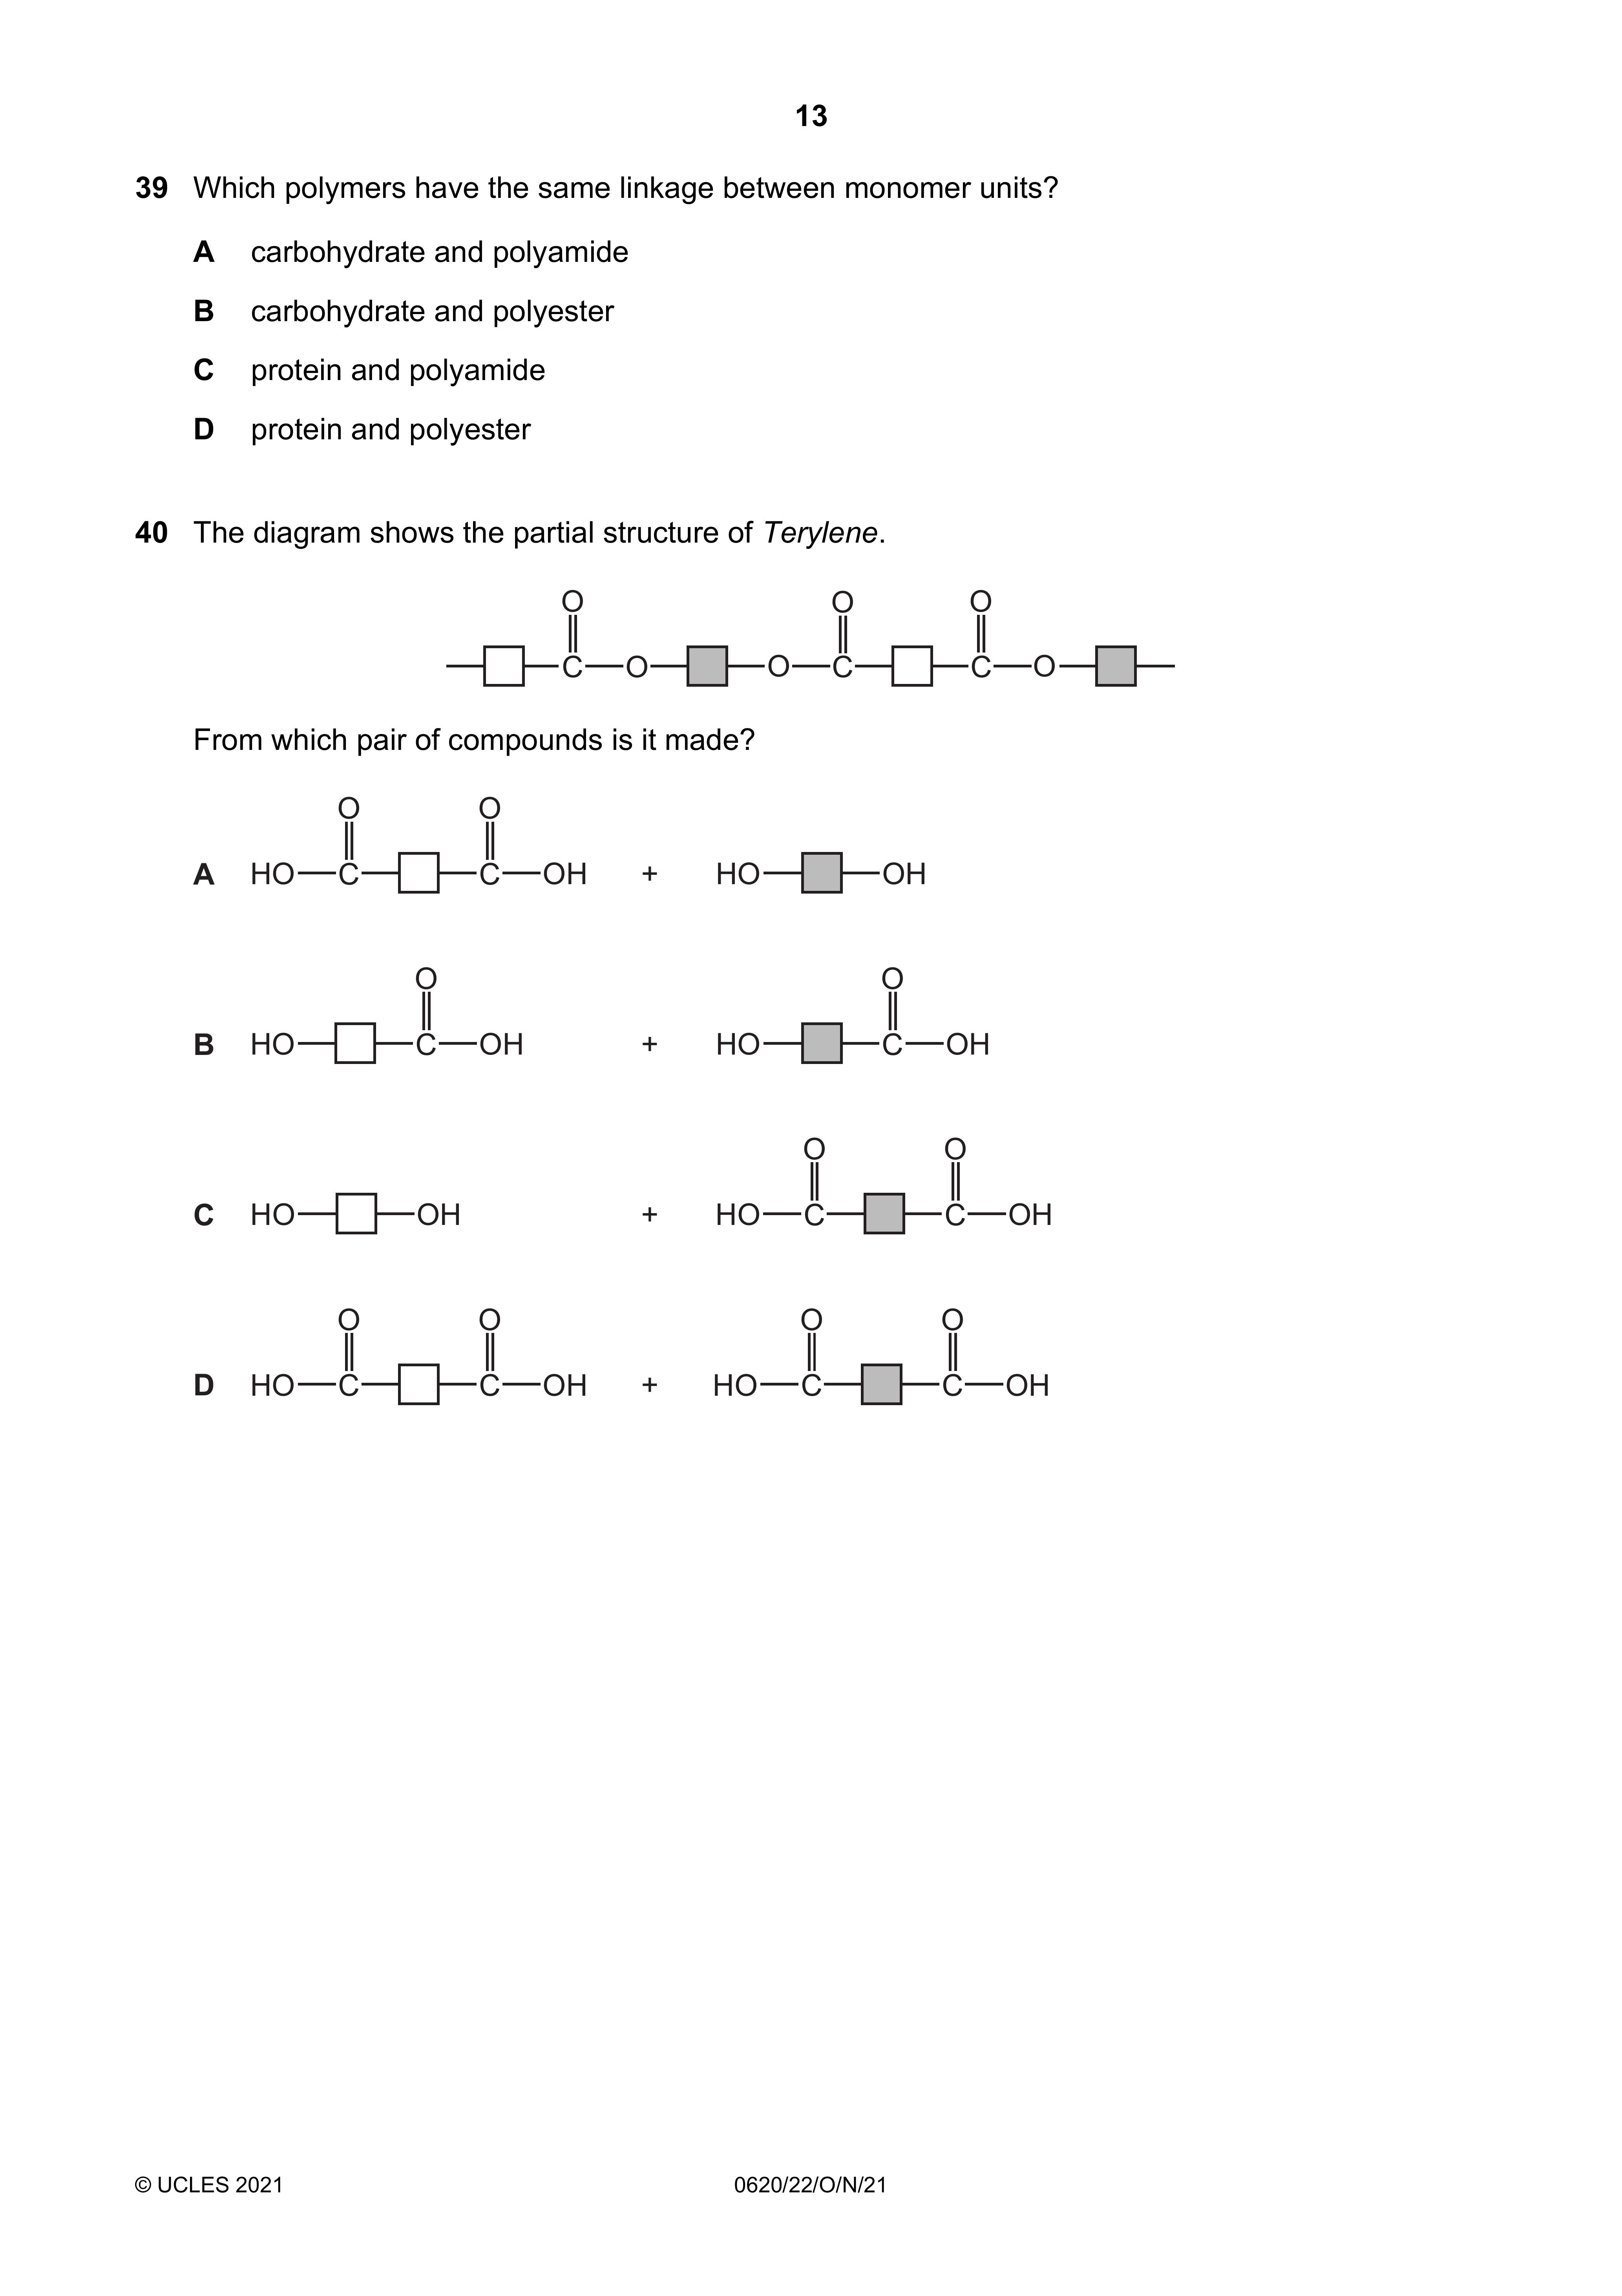 13
39 Which polymers have the same linkage between monomer units?
A carbohydrate and polyamide
B carbohydrate and polyester
C protein and polyamide
D protein and polyester
40 The diagram shows the partial structure of Terylene.
O O O
C O O C C O
From which pair of compounds is it made?
O O
A HO C C OH + HO OH
O O
B HO C OH + HO C OH
O O
C HO OH + HO C C OH
O O O O
D HO C C OH + HO C C OH
© UCLES 2021 0620/22/O/N/21